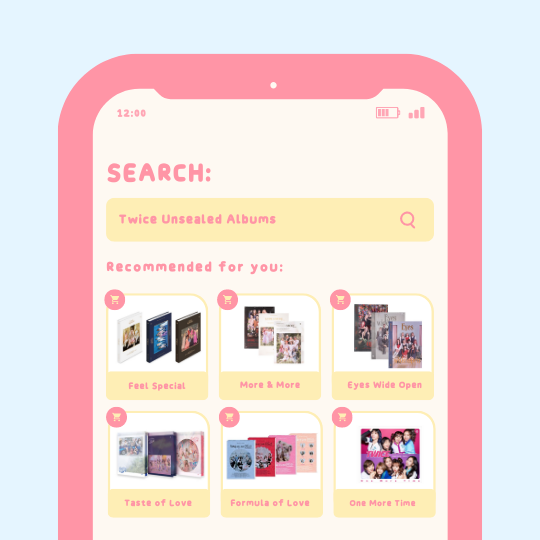 12:00
SEARCH:
Twice Unsealed Albums
Recommended for you:
Feel Special
More & More
Eyes Wide Open
Taste of Love
Formula of Love
One More Time